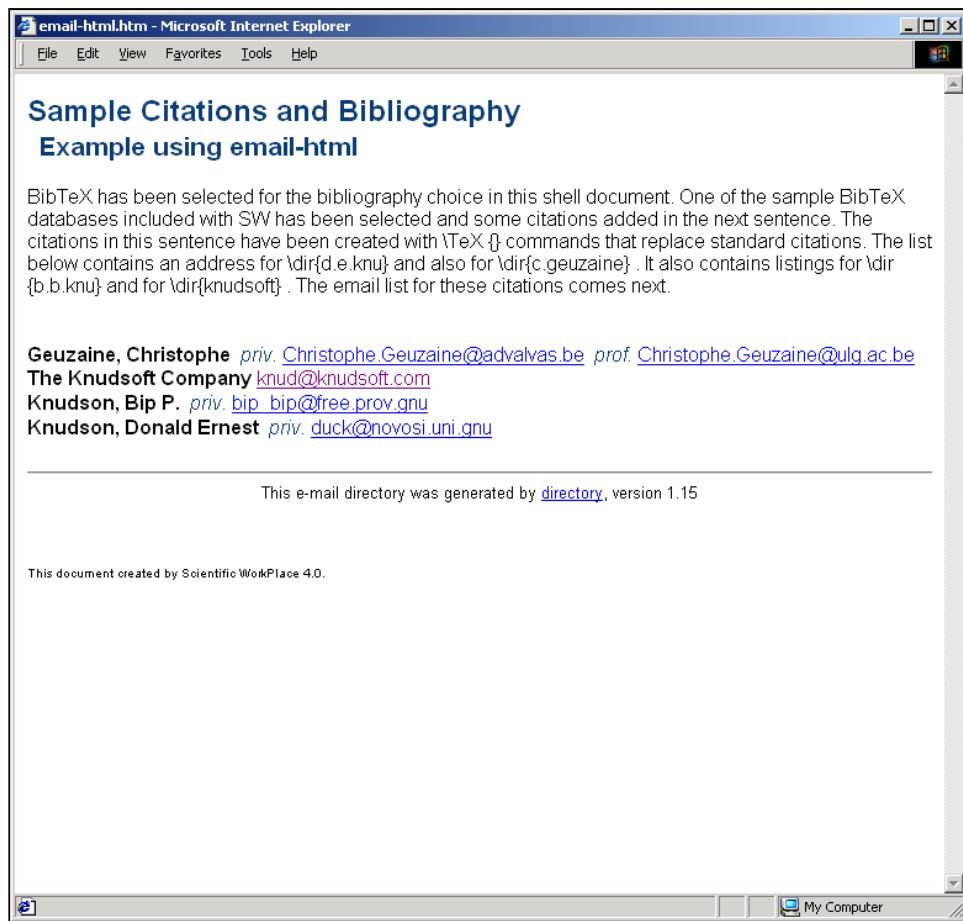 email-html.htm - Microsoft Internet Explorer
File Edit View Favorites Tools Help
Sample Citations and Bibliography
Example using email-html
BibTeX has been selected for the bibliography choice in this shell document. One of the sample BibTeX
databases included with SW has been selected and some citations added in the next sentence. The
citations in this sentence have been created with \TeX {} commands that replace standard citations. The list
below contains an address for \dir{d.e.knu} and also for \dir{c.geuzaine} . It also contains listings for \dir
{b.b.knu} and for \dir{knudsoft} . The email list for these citations comes next.
Geuzaine, Christophe priv. Christophe.Geuzaine@advalvas.be prof. Christophe.Geuzaine@ulg.ac.be
The Knudsoft Company knud@knudsoft.com
Knudson, Bip P. priv. bip_bip@free.prov.gnu
Knudson, Donald Ernest priv. duck@novosi.uni.gnu
This e-mail directory was generated by directory, version 1.15
This document created by Scientific WorkPlace 4.0.
My Computer